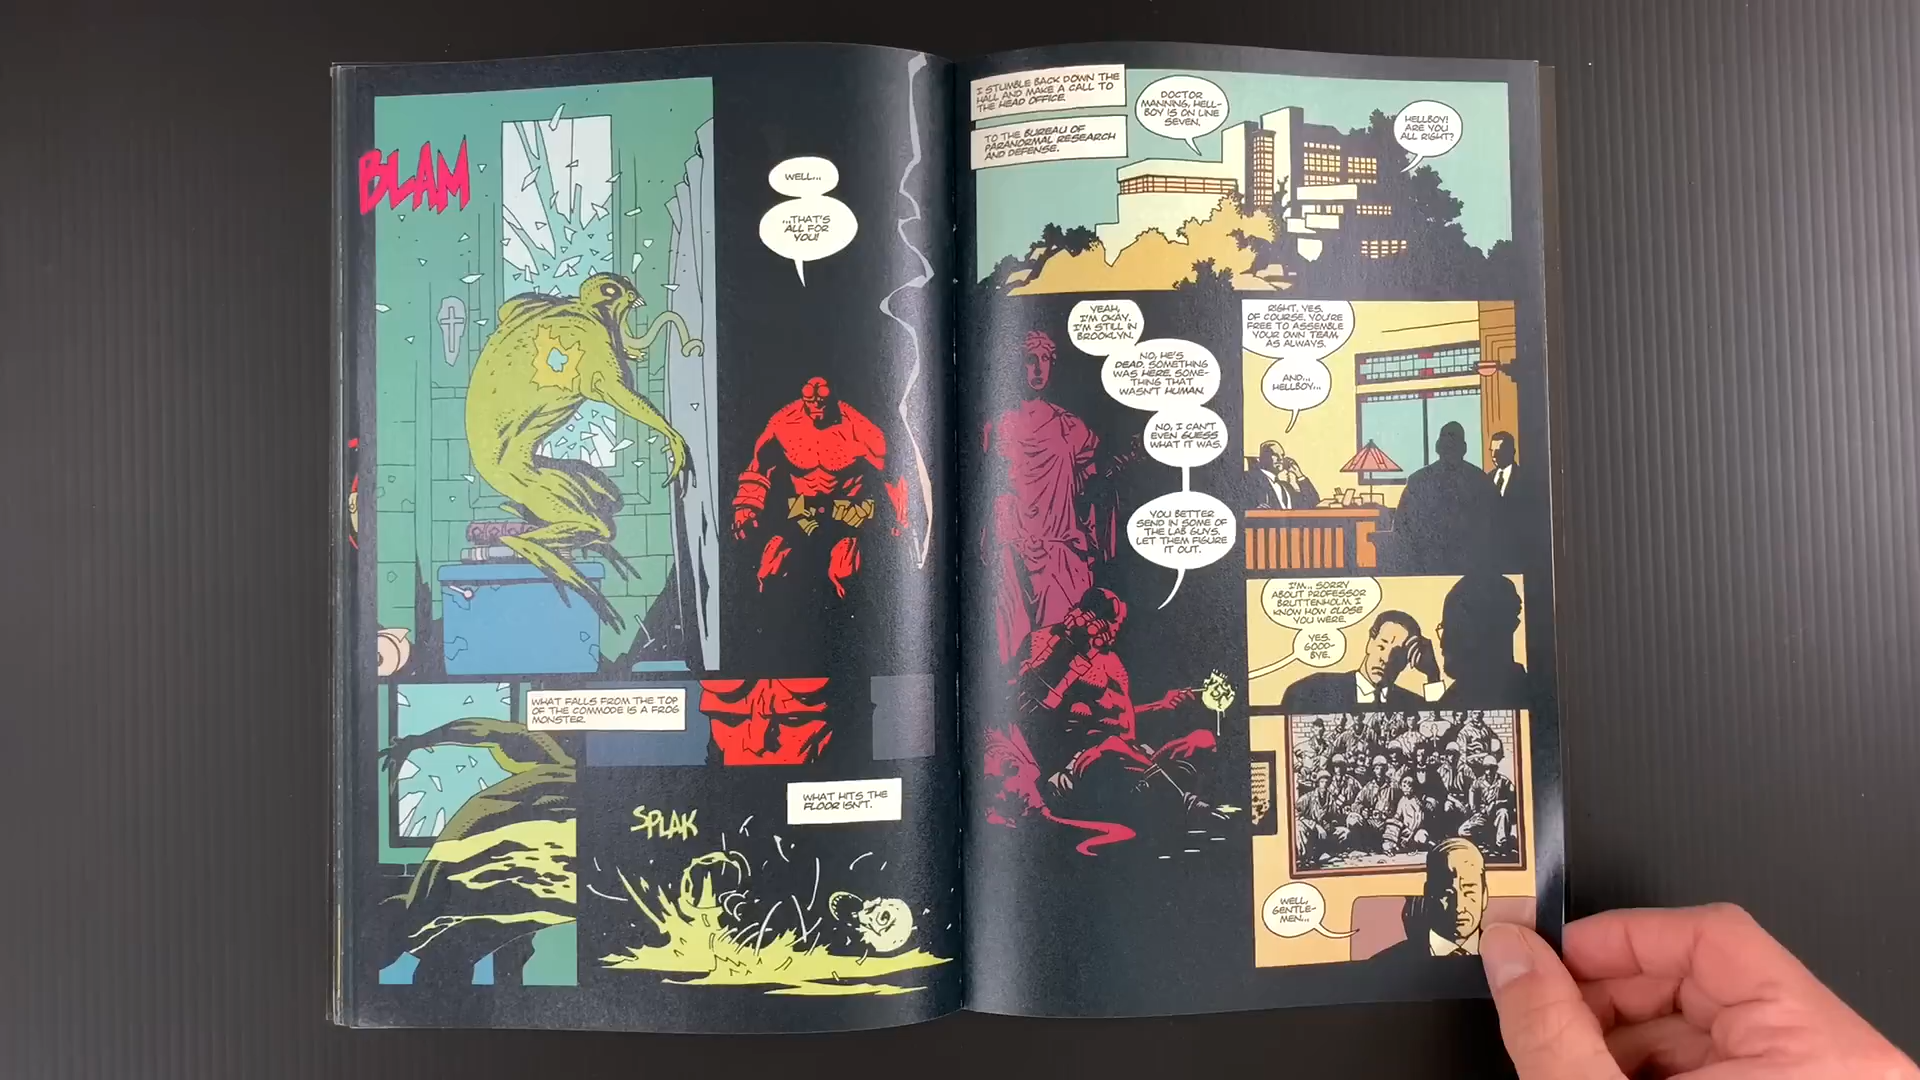 BLAM
WELL...
...THAT'S
ALL FOR
YOU!
WHAT FALLS FROM THE TOP
OF THE COMMODE IS A FROG
MONSTER.
WHAT HITS THE
FLOOR ISN'T.
SPLAK
I STUMBLE BACK DOWN THE
HALL AND MAKE A CALL TO
THE HEAD OFFICE.
TO THE BUREAU OF
PARANORMAL RESEARCH
AND DEFENSE.
DOCTOR
MANNING, HELL-
BOY IS ON LINE
SEVEN.
HELLBOY!
ARE YOU
ALL RIGHT?
YEAH,
I'M OKAY.
I'M STILL IN
BROOKLYN.
NO, HE'S
DEAD. SOMETHING
WAS HERE. SOME-
THING THAT
WASN'T HUMAN.
NO, I CAN'T
EVEN GUESS
WHAT IT WAS.
YOU BETTER
SEND IN SOME OF
THE LAB GUYS.
LET THEM FIGURE
IT OUT.
RIGHT. YES.
OF COURSE. YOU'RE
FREE TO ASSEMBLE
YOUR OWN TEAM,
AS ALWAYS.
AND...
HELLBOY...
I'M... SORRY
ABOUT PROFESSOR
BRUTTENHOLM. I
KNOW HOW CLOSE
YOU WERE.
YES.
GOOD-
BYE.
WELL,
GENTLE-
MEN...